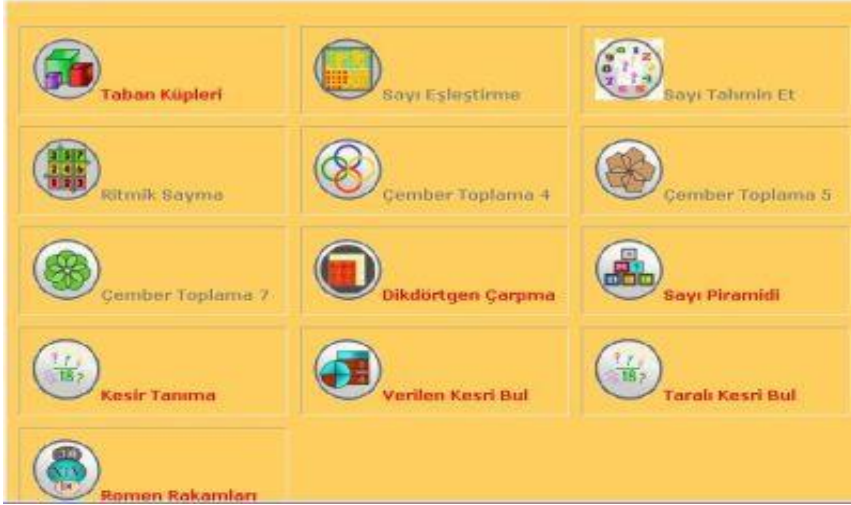 Taban Küpleri
Sayı Eşleştirme
Sayı Tahmin Et
Ritmik Sayma
Çember Toplama 4
Çember Toplama 5
Çember Toplama 7
Dikdörtgen Çarpma
Sayı Piramidi
Kesir Tanıma
Verilen Kesri Bul
Taralı Kesri Bul
Romen Rakamları